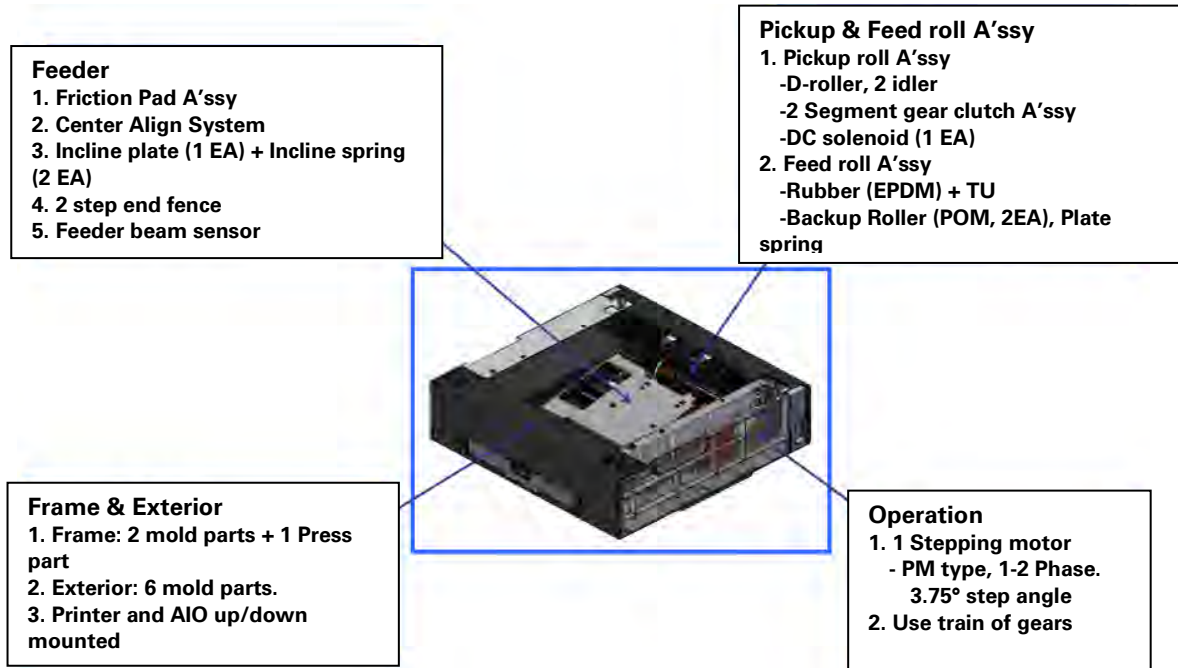 Feeder
1. Friction Pad A'ssy
2. Center Align System
3. Incline plate (1 EA) + Incline spring
(2 EA)
4. 2 step end fence
5. Feeder beam sensor
Pickup & Feed roll A'ssy
1. Pickup roll A'ssy
-D-roller, 2 idler
-2 Segment gear clutch A'ssy
-DC solenoid (1 EA)
2. Feed roll A'ssy
-Rubber (EPDM) + TU
-Backup Roller (POM, 2EA), Plate
spring
Frame & Exterior
1. Frame: 2 mold parts + 1 Press
part
2. Exterior: 6 mold parts.
3. Printer and AIO up/down
mounted
Operation
1. 1 Stepping motor
- PM type, 1-2 Phase.
3.75° step angle
2. Use train of gears